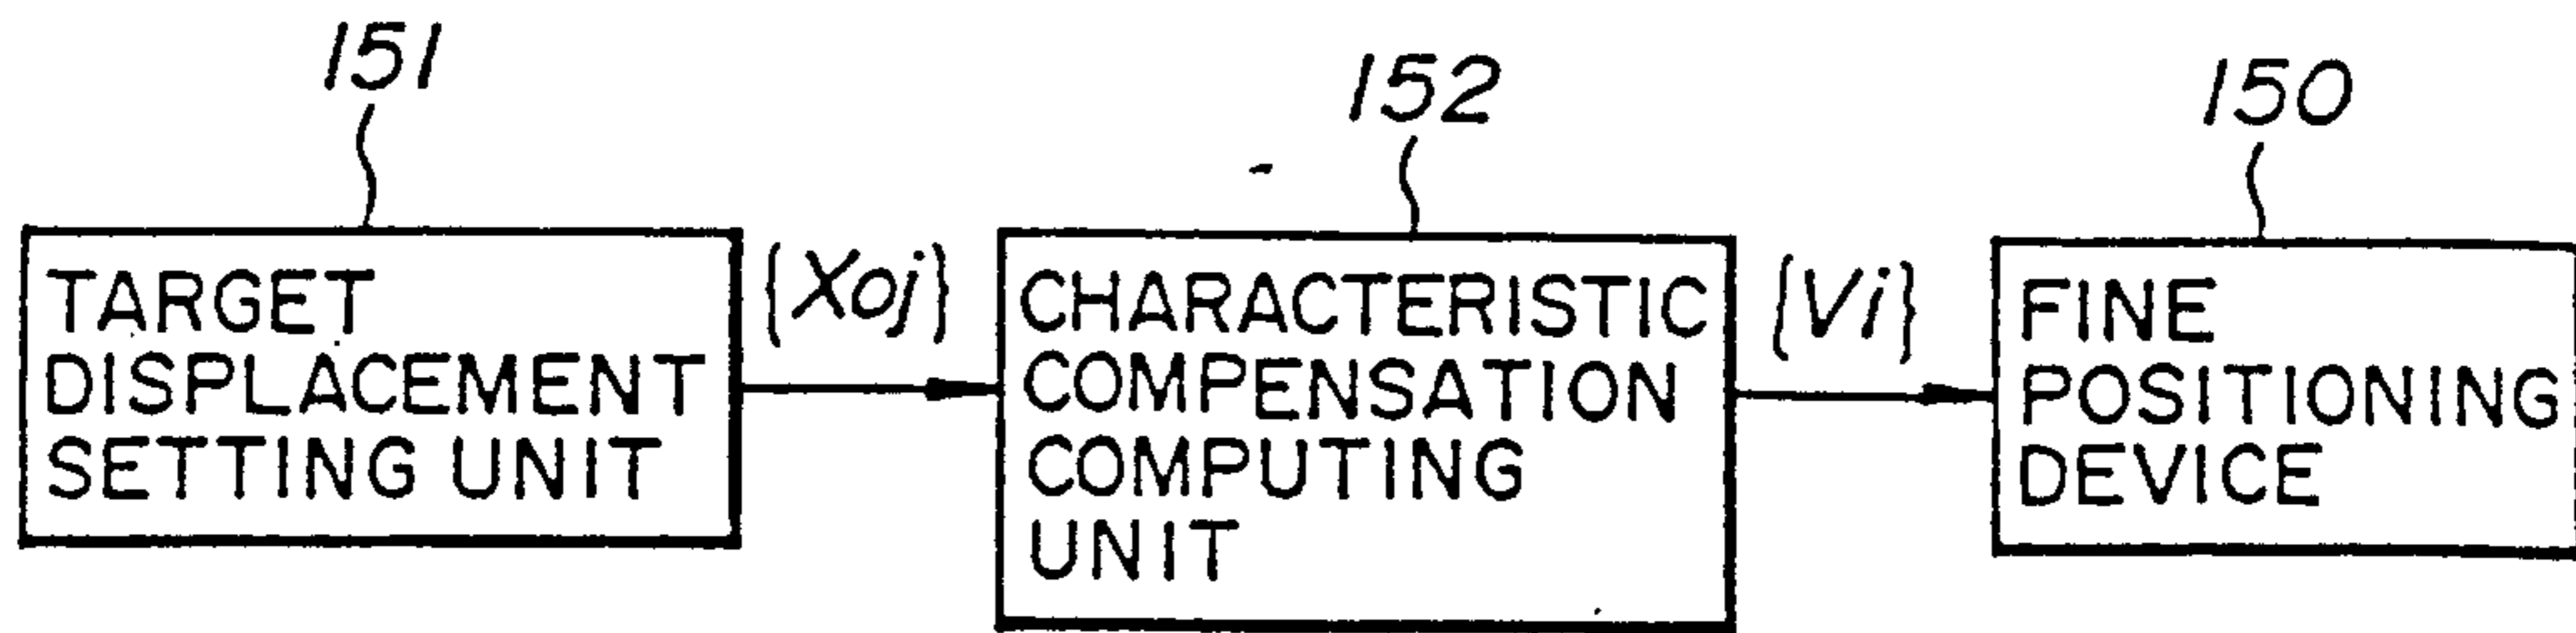 151
152
150
TARGET
DISPLACEMENT
SETTING UNIT
{Xoj}
CHARACTERISTIC
COMPENSATION
COMPUTING
UNIT
{Vi}
FINE
POSITIONING
DEVICE